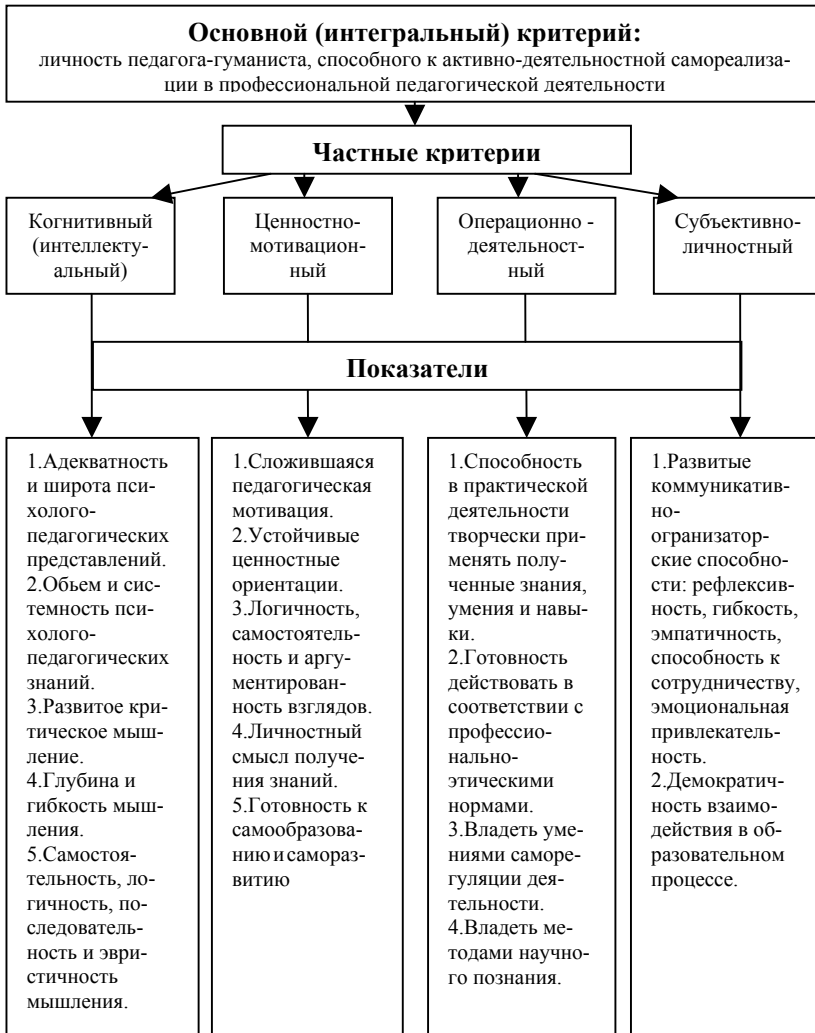 Основной (интегральный) критерий:
личность педагога-гуманиста, способного к активно-деятельностной самореализа-
ции в профессиональной педагогической деятельности
Частные критерии
Когнитивный
(интеллекту-
альный)
Ценностно-
мотивацион-
ный
Операционно -
деятельност-
ный
Субъективно-
личностный
Показатели
1.Адекватность
и широта пси-
холого-
педагогических
представлений.
2.Обьем и сис-
темность пси-
холого-
педагогических
знаний.
3.Развитое кри-
тическое мыш-
ление.
4.Глубина и
гибкость мыш-
ления.
5.Самостоя-
тельность, ло-
гичность, по-
следователь-
ность и эври-
стичность
мышления.
1.Сложившаяся
педагогическая
мотивация.
2.Устойчивые
ценностные
ориентации.
3.Логичность,
самостоятель-
ность и аргу-
ментирован-
ность взглядов.
4.Личностный
смысл получе-
ния знаний.
5.Готовность к
самообразова-
нию и самораз-
витию
1.Способность
в практической
деятельности
творчески при-
менять полу-
ченные знания,
умения и навы-
ки.
2.Готовность
действовать в
соответствии с
профессио-
нально-
этическими
нормами.
3.Владеть уме-
ниями саморе-
гуляции дея-
тельности.
4.Владеть ме-
тодами научно-
го познания.
1.Развитые
коммуникатив-
но-
огранизатор-
ские способно-
сти: рефлексив-
ность, гибкость,
эмпатичность,
способность к
сотрудничеству,
эмоциональная
привлекатель-
ность.
2.Демократич-
ность взаимо-
действия в об-
разовательном
процессе.